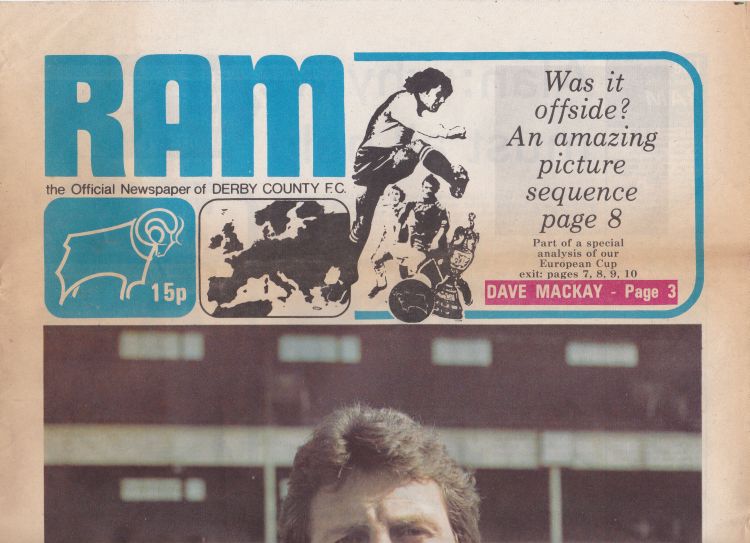 RAM
the Official Newspaper of DERBY COUNTY F.C.
15p
Was it
offside?
An amazing
picture
sequence
page 8
Part of a special
analysis of our
European Cup
exit: pages 7, 8, 9, 10
DAVE MACKAY - Page 3